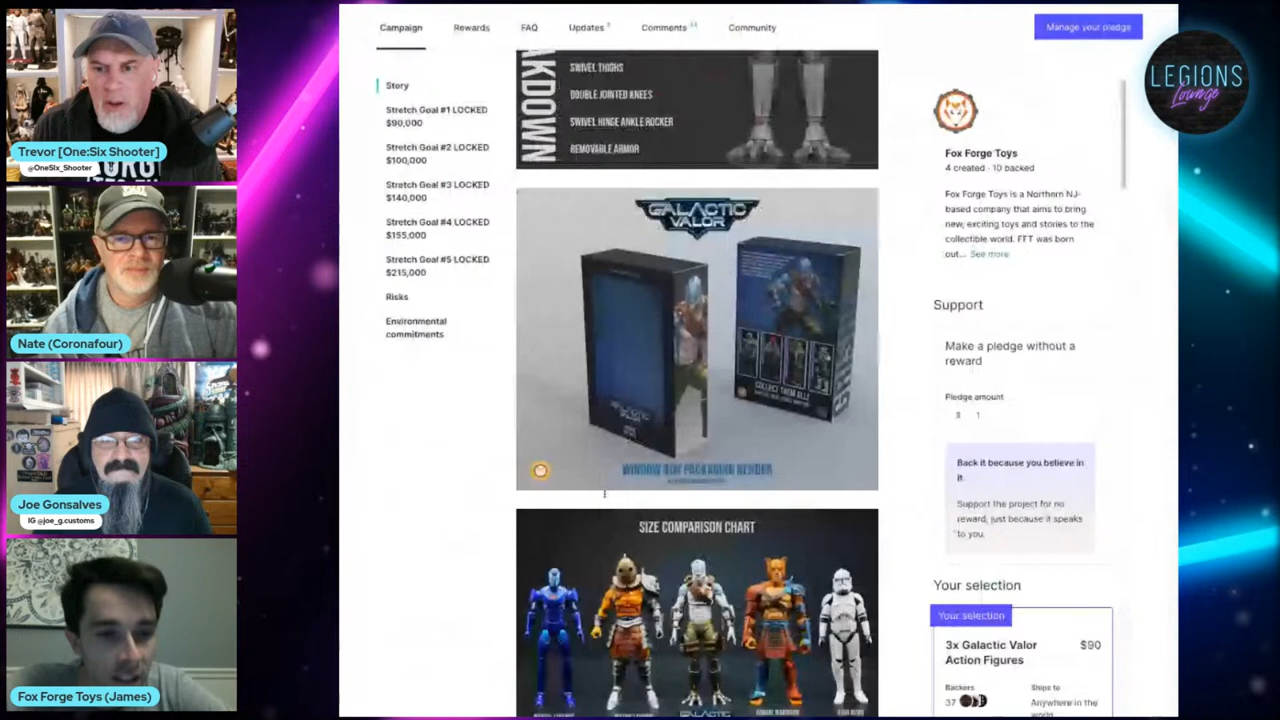 Trevor [One:Six Shooter]
@OneSix_Shooter
Nate (Coronafour)
Joe Gonsalves
IG @joe_g.customs
Fox Forge Toys (James)
Campaign
Rewards
FAQ
Updates
Comments
Community
Manage your pledge
Story
Stretch Goal #1 LOCKED
$90,000
Stretch Goal #2 LOCKED
$100,000
Stretch Goal #3 LOCKED
$140,000
Stretch Goal #4 LOCKED
$155,000
Stretch Goal #5 LOCKED
$215,000
Risks
Environmental
commitments
AKDOWN
SWIVEL THIGHS
DOUBLE JOINTED KNEES
SWIVEL HINGE ANKLE ROCKER
REMOVABLE ARMOR
GALACTIC
VALOR
COLLECT THEM ALL!
WINDOW BOX PACKAGING RENDER
SIZE COMPARISON CHART
GALACTIC
LEGIONS
Lounge
Fox Forge Toys
4 created · 10 backed
Fox Forge Toys is a Northern NJ-
based company that aims to bring
new, exciting toys and stories to the
collectible world. FFT was born
out... See more
Support
Make a pledge without a
reward
Pledge amount
$ 1
Back it because you believe in
it.
Support the project for no
reward, just because it speaks
to you.
Your selection
Your selection
3x Galactic Valor
Action Figures
$90
Backers
37
Ships to
Anywhere in the
world